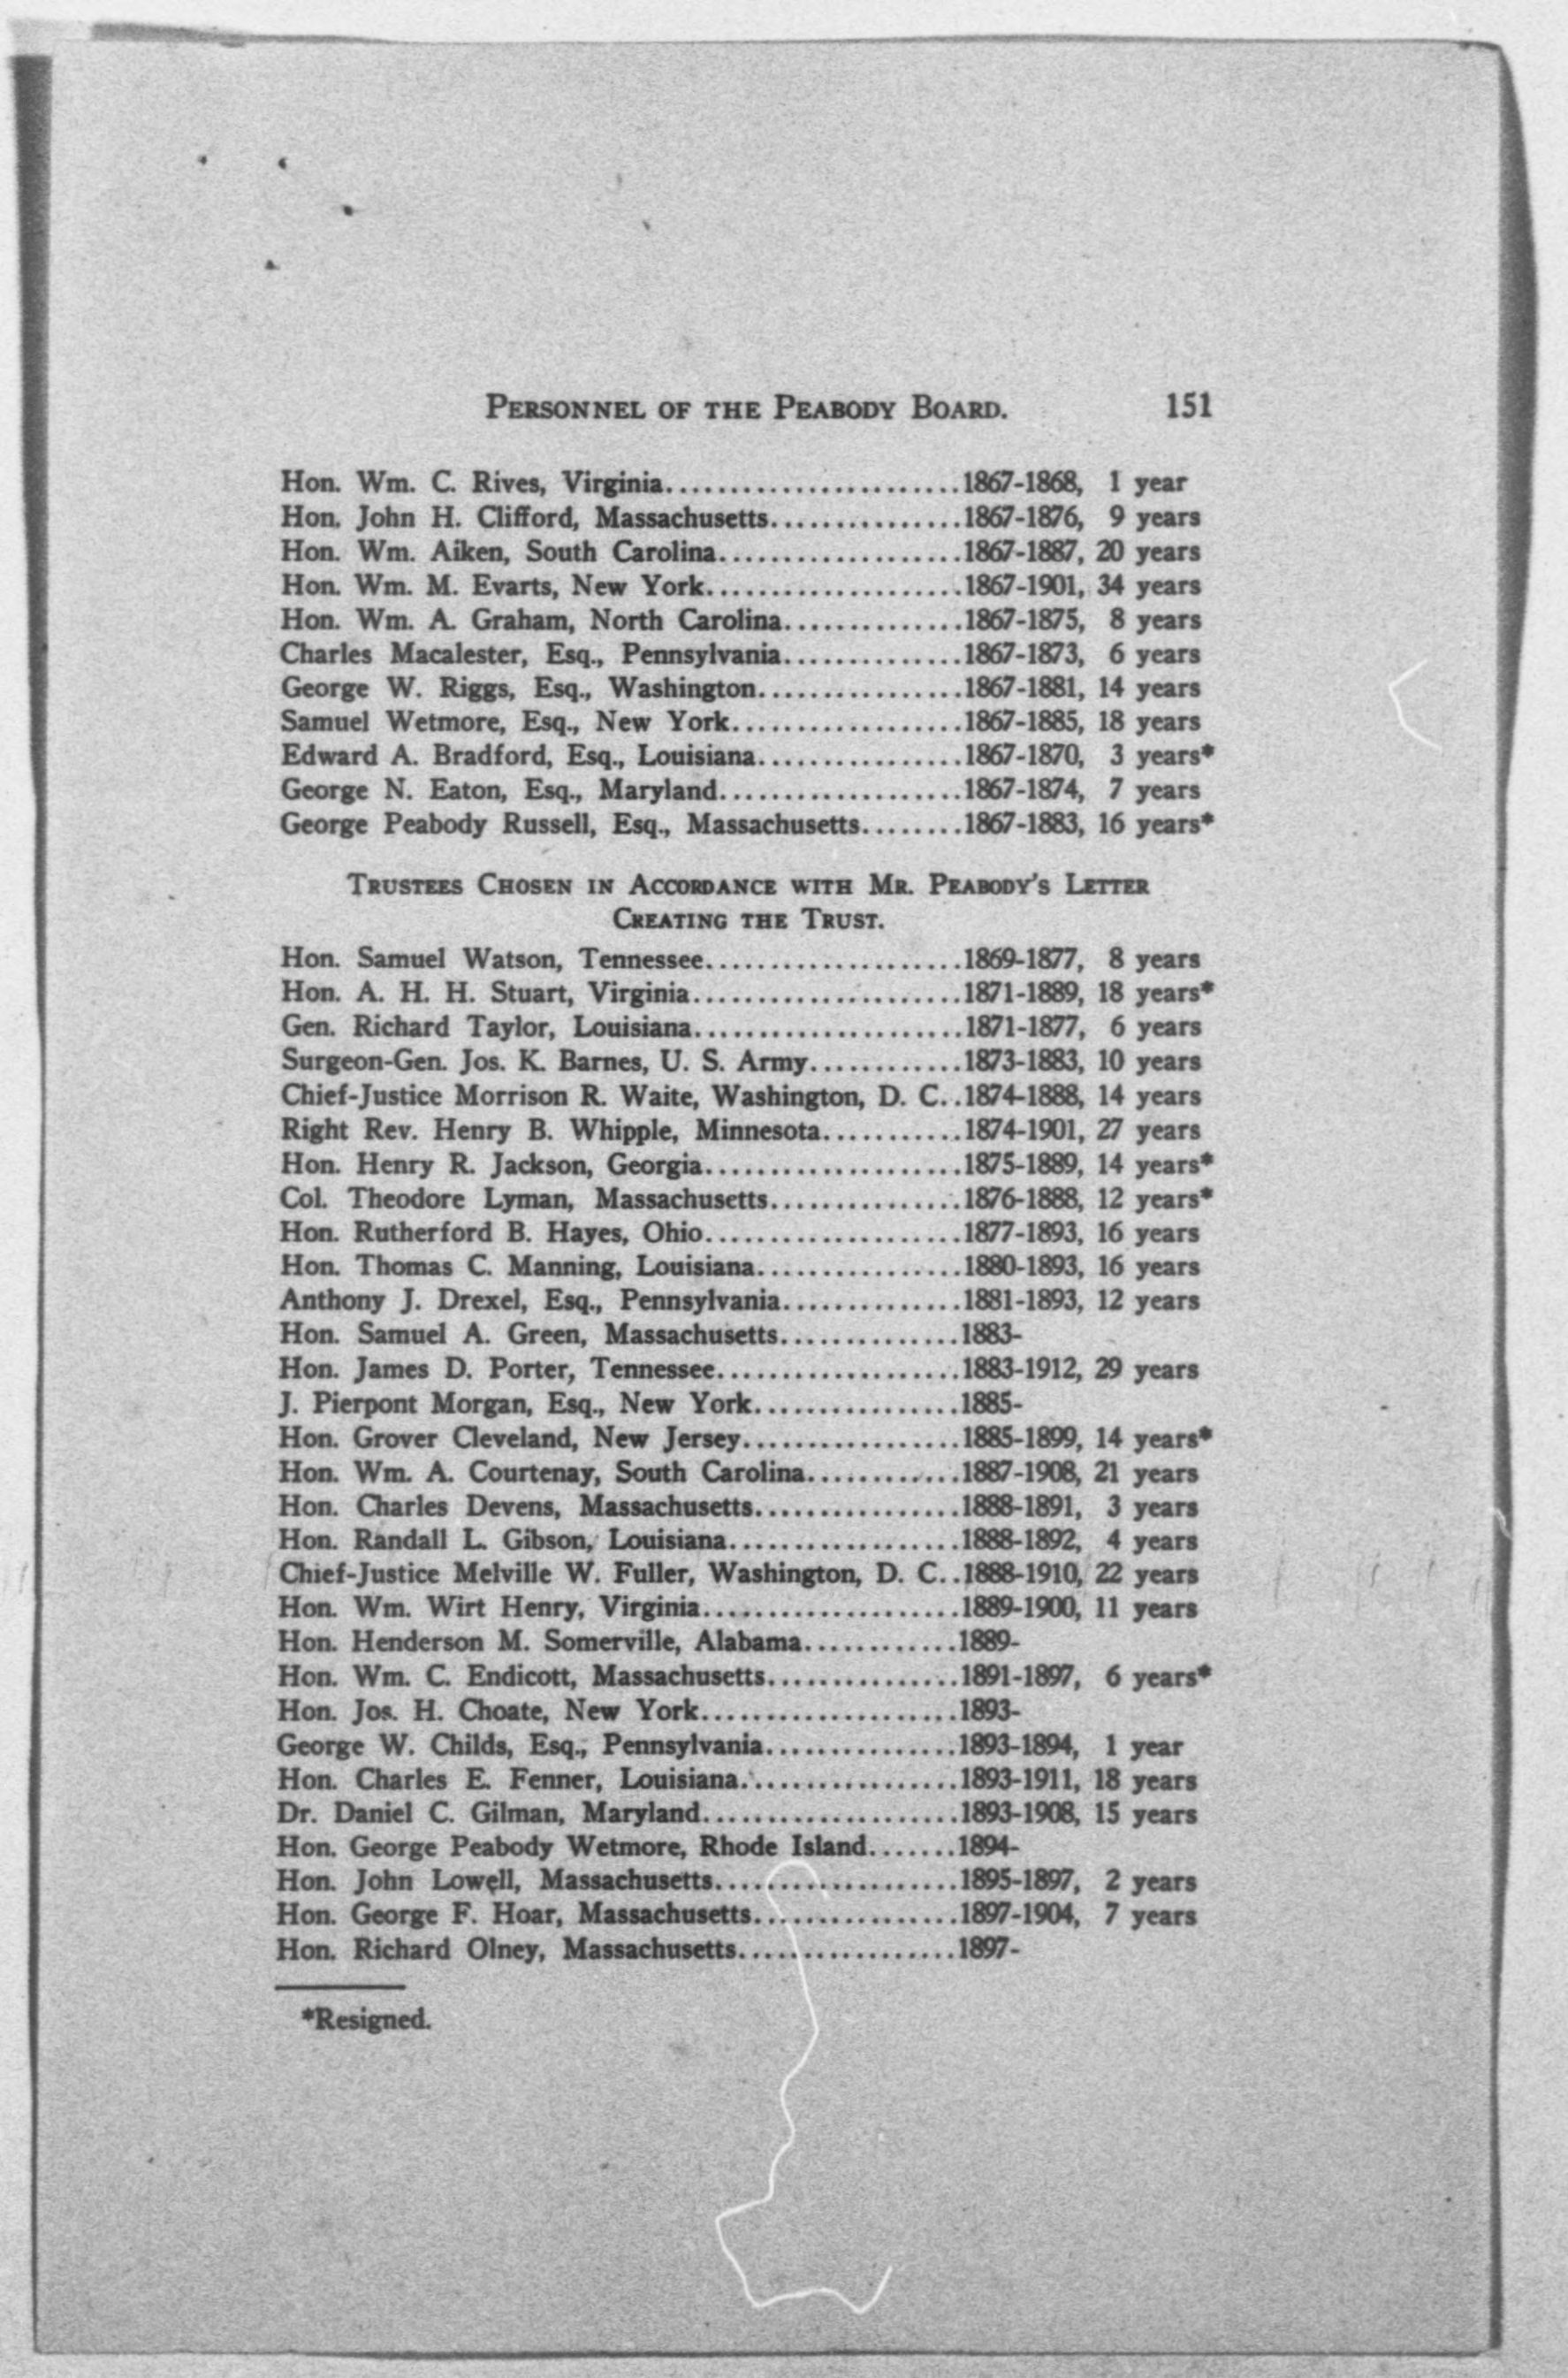 PERSONNEL OF THE PEABODY BOARD. 151
Hon. Wm. C. Rives, Virginia.......................1867-1868, 1 year
Hon. John H. Clifford, Massachusetts...............1867-1876, 9 years
Hon. Wm. Aiken, South Carolina...................1867-1887, 20 years
Hon. Wm. M. Evarts, New York....................1867-1901, 34 years
Hon. Wm. A. Graham, North Carolina..............1867-1875, 8 years
Charles Macalester, Esq., Pennsylvania..............1867-1873, 6 years
George W. Riggs, Esq., Washington................1867-1881, 14 years
Samuel Wetmore, Esq., New York..................1867-1885, 18 years
Edward A. Bradford, Esq., Louisiana................1867-1870, 3 years*
George N. Eaton, Esq., Maryland...................1867-1874, 7 years
George Peabody Russell, Esq., Massachusetts........1867-1883, 16 years*
TRUSTEES CHOSEN IN ACCORDANCE WITH MR. PEABODY'S LETTER
CREATING THE TRUST.
Hon. Samuel Watson, Tennessee....................1869-1877, 8 years
Hon. A. H. H. Stuart, Virginia.....................1871-1889, 18 years*
Gen. Richard Taylor, Louisiana.....................1871-1877, 6 years
Surgeon-Gen. Jos. K. Barnes, U. S. Army............1873-1883, 10 years
Chief-Justice Morrison R. Waite, Washington, D. C..1874-1888, 14 years
Right Rev. Henry B. Whipple, Minnesota...........1874-1901, 27 years
Hon. Henry R. Jackson, Georgia....................1875-1889, 14 years*
Col. Theodore Lyman, Massachusetts...............1876-1888, 12 years*
Hon. Rutherford B. Hayes, Ohio....................1877-1893, 16 years
Hon. Thomas C. Manning, Louisiana................1880-1893, 16 years
Anthony J. Drexel, Esq., Pennsylvania..............1881-1893, 12 years
Hon. Samuel A. Green, Massachusetts..............1883-
Hon. James D. Porter, Tennessee...................1883-1912, 29 years
J. Pierpont Morgan, Esq., New York................1885-
Hon. Grover Cleveland, New Jersey.................1885-1899, 14 years*
Hon. Wm. A. Courtenay, South Carolina............1887-1908, 21 years
Hon. Charles Devens, Massachusetts................1888-1891, 3 years
Hon. Randall L. Gibson, Louisiana..................1888-1892, 4 years
Chief-Justice Melville W. Fuller, Washington, D. C..1888-1910, 22 years
Hon. Wm. Wirt Henry, Virginia....................1889-1900, 11 years
Hon. Henderson M. Somerville, Alabama............1889-
Hon. Wm. C. Endicott, Massachusetts...............1891-1897, 6 years*
Hon. Jos. H. Choate, New York....................1893-
George W. Childs, Esq., Pennsylvania...............1893-1894, 1 year
Hon. Charles E. Fenner, Louisiana.................1893-1911, 18 years
Dr. Daniel C. Gilman, Maryland....................1893-1908, 15 years
Hon. George Peabody Wetmore, Rhode Island.......1894-
Hon. John Lowell, Massachusetts...................1895-1897, 2 years
Hon. George F. Hoar, Massachusetts................1897-1904, 7 years
Hon. Richard Olney, Massachusetts.................1897-
*Resigned.